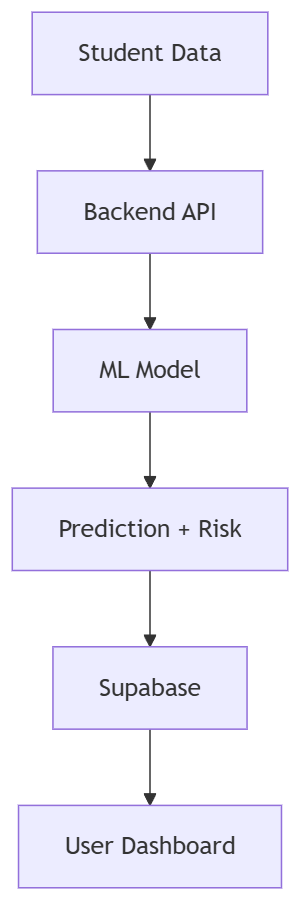 Student Data
Backend API
ML Model
Prediction + Risk
Supabase
User Dashboard